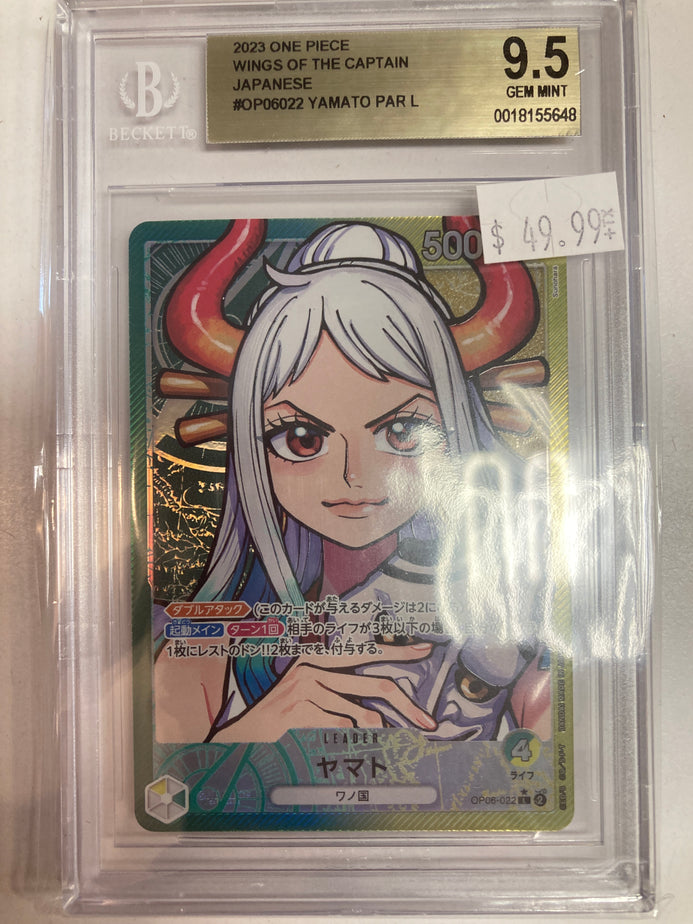 2023 ONE PIECE
WINGS OF THE CAPTAIN
JAPANESE
#OP06022 YAMATO PAR L
9.5
GEM MINT
0018155648
B
BECKETT®
$ 49.99 +TX
500
Sunohara
ダブルアタック (このカードが与えるダメージは2に
起動メイン ターン1回 相手のライフが3枚以下の場
1枚にレストのドン!!2枚までを、付与する。
LEADER
ヤマト
ワノ国
4
ライフ
OP06-022 L